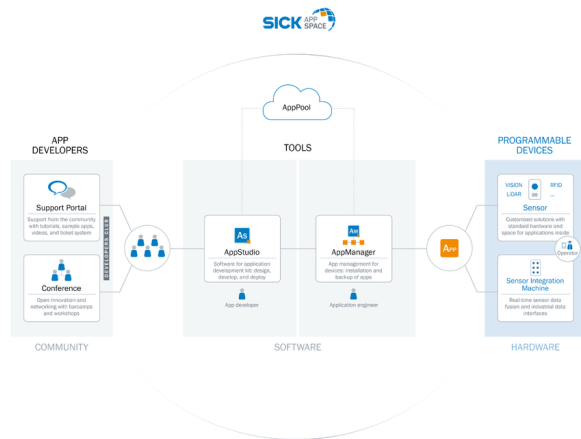 SICK APP SPACE
AppPool
APP
DEVELOPERS
TOOLS
PROGRAMMABLE
DEVICES
Support Portal
Support from the community
with tutorials, sample apps,
videos, and ticket system
Conference
Open innovation and
networking with barcamps
and workshops
DEVELOPERS CLUB
As
AppStudio
Software for application
development kit: design,
develop, and deploy
App developer
AM
AppManager
App management for
devices: installation and
backup of apps
Application engineer
APP
VISION
RFID
LiDAR
...
Sensor
Customized solutions with
standard hardware and
space for applications inside
Operator
Sensor Integration
Machine
Real-time sensor data
fusion and industrial data
interfaces
COMMUNITY
SOFTWARE
HARDWARE